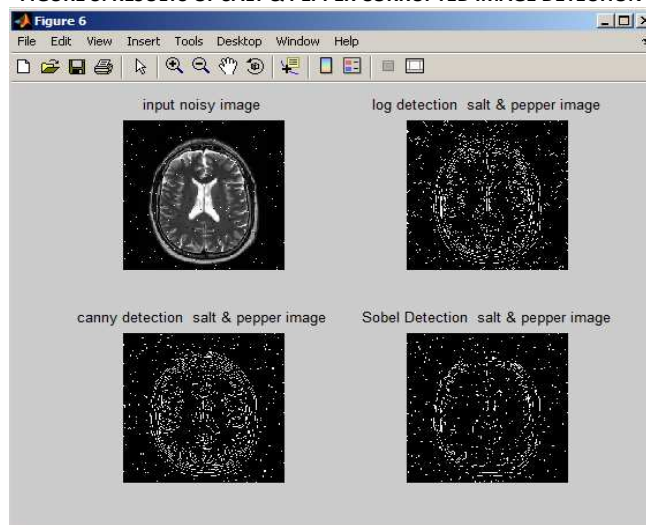 Figure 6
File Edit View Insert Tools Desktop Window Help
input noisy image
log detection salt & pepper image
canny detection salt & pepper image
Sobel Detection salt & pepper image